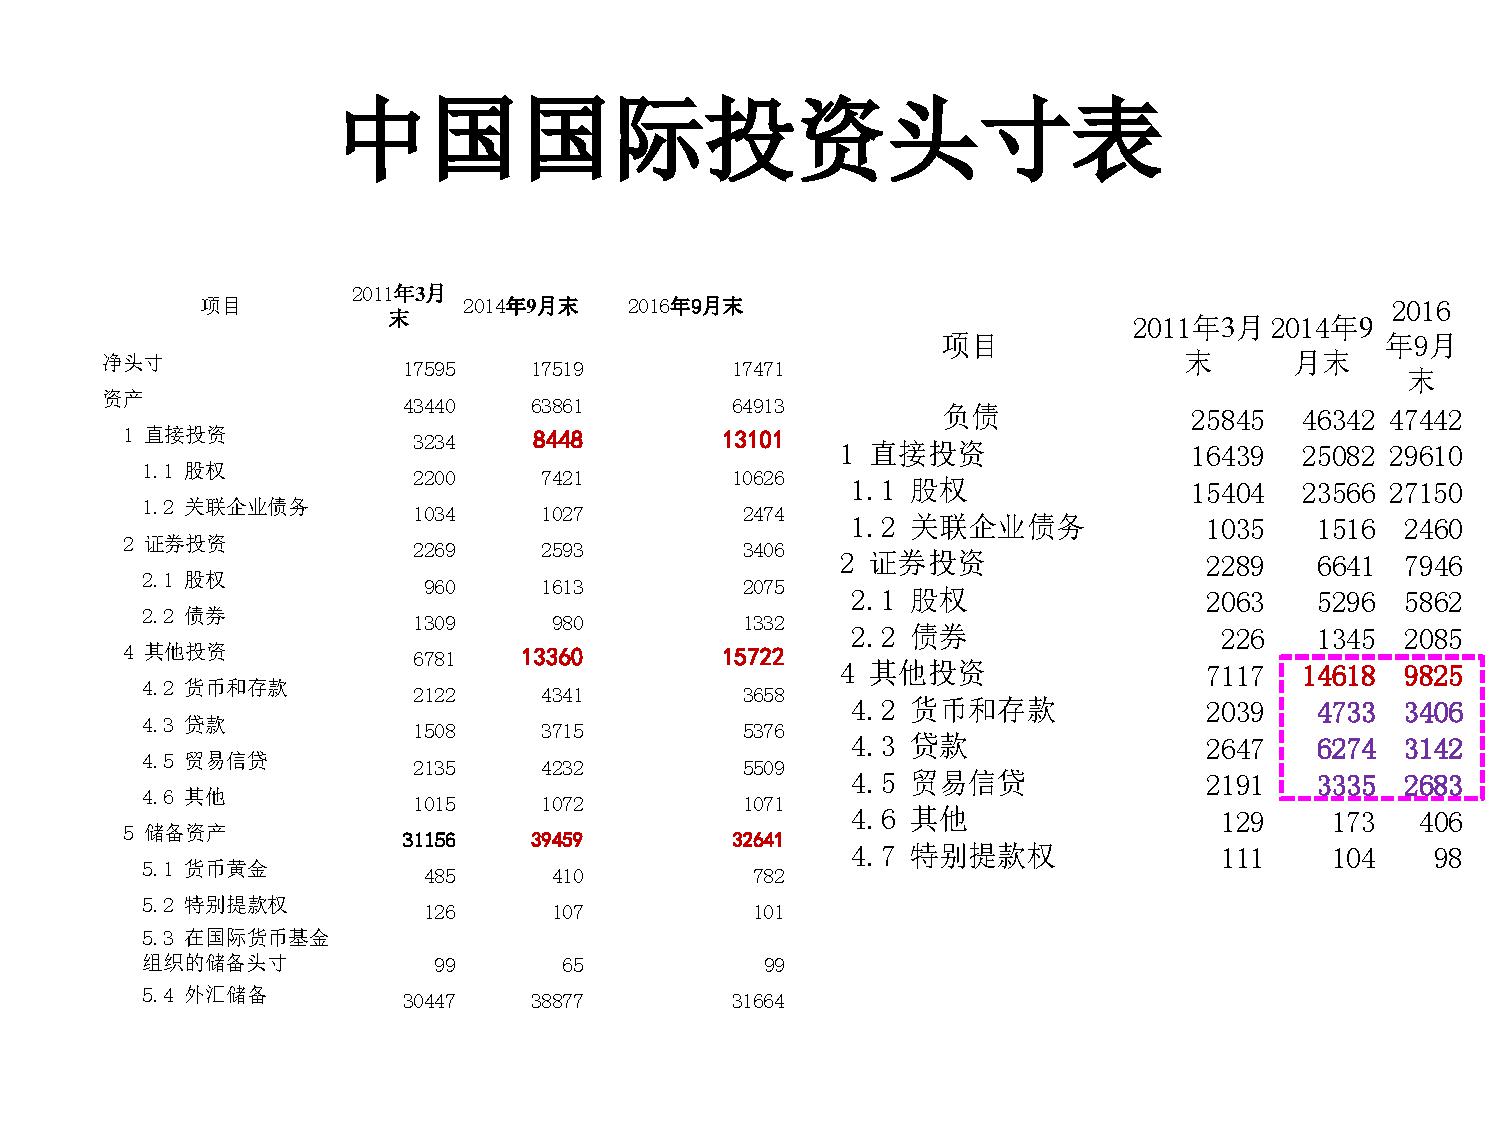 中国国际投资头寸表
项目 2011年3月末 2014年9月末 2016年9月末
净头寸 17595 17519 17471
资产 43440 63861 64913
1 直接投资 3234 8448 13101
1.1 股权 2200 7421 10626
1.2 关联企业债务 1034 1027 2474
2 证券投资 2269 2593 3406
2.1 股权 960 1613 2075
2.2 债券 1309 980 1332
4 其他投资 6781 13360 15722
4.2 货币和存款 2122 4341 3658
4.3 贷款 1508 3715 5376
4.5 贸易信贷 2135 4232 5509
4.6 其他 1015 1072 1071
5 储备资产 31156 39459 32641
5.1 货币黄金 485 410 782
5.2 特别提款权 126 107 101
5.3 在国际货币基金
组织的储备头寸 99 65 99
5.4 外汇储备 30447 38877 31664
项目 2011年3月末 2014年9月末 2016年9月末
负债 25845 46342 47442
1 直接投资 16439 25082 29610
1.1 股权 15404 23566 27150
1.2 关联企业债务 1035 1516 2460
2 证券投资 2289 6641 7946
2.1 股权 2063 5296 5862
2.2 债券 226 1345 2085
4 其他投资 7117 14618 9825
4.2 货币和存款 2039 4733 3406
4.3 贷款 2647 6274 3142
4.5 贸易信贷 2191 3335 2683
4.6 其他 129 173 406
4.7 特别提款权 111 104 98